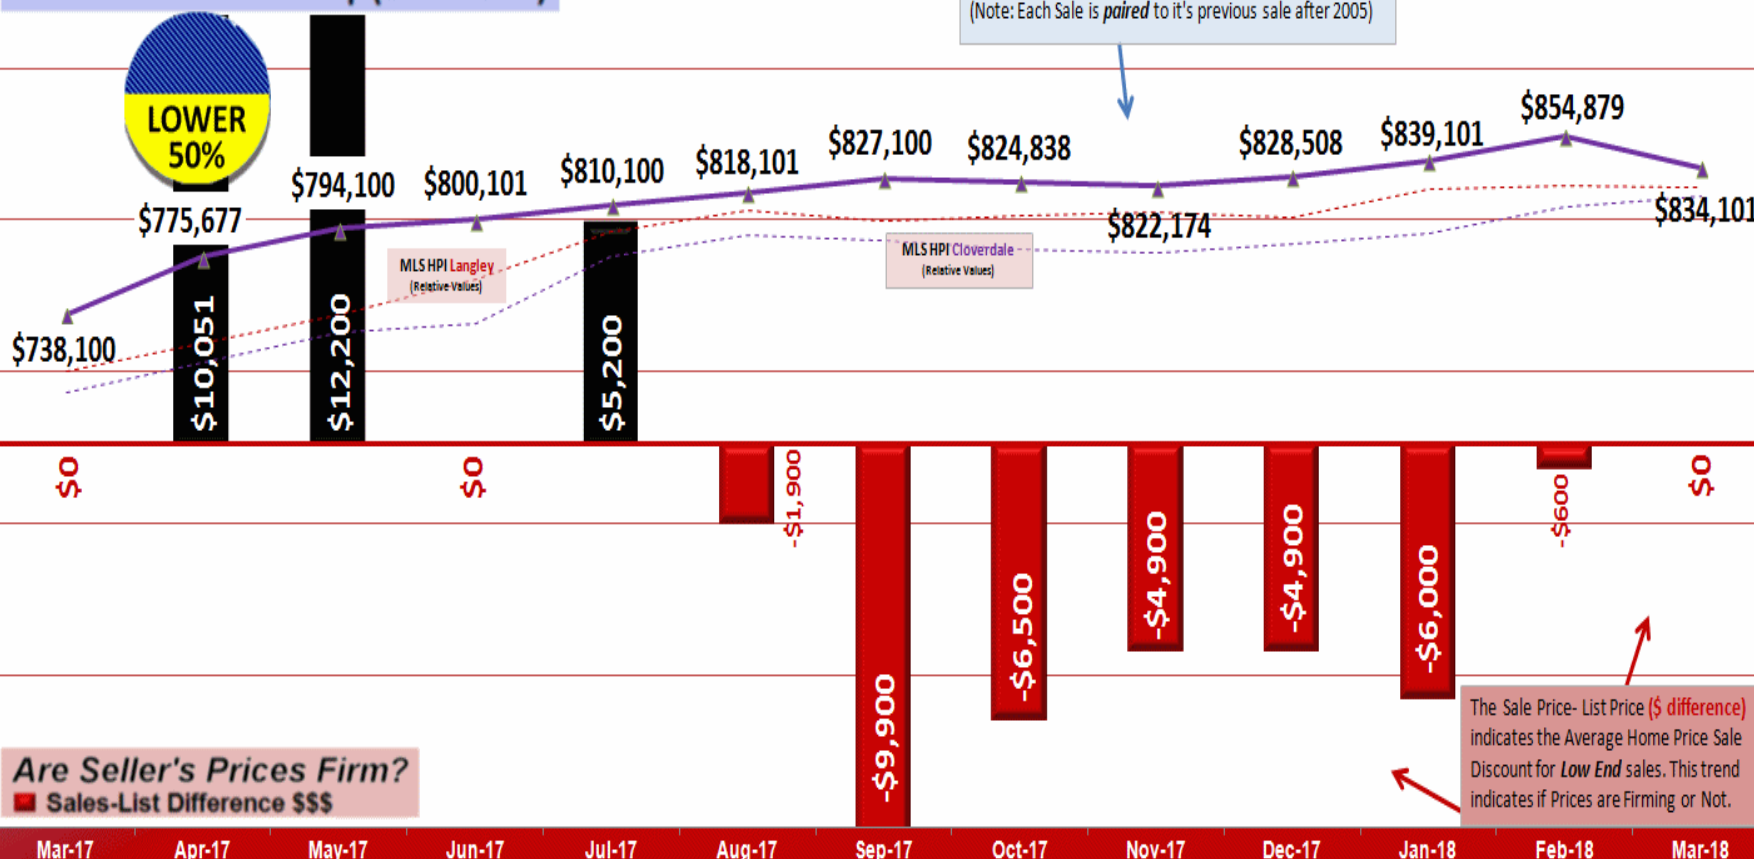 (Note: Each Sale is paired to it's previous sale after 2005)
LOWER
50%
$738,100
$775,677
$794,100
$800,101
$810,100
$818,101
$827,100
$824,838
$822,174
$828,508
$839,101
$854,879
$834,101
MLS HPI Langley
(Relative Values)
MLS HPI Cloverdale
(Relative Values)
$0
$10,051
$12,200
$0
$5,200
-$1,900
-$9,900
-$6,500
-$4,900
-$4,900
-$6,000
-$600
$0
The Sale Price- List Price ($ difference)
indicates the Average Home Price Sale
Discount for Low End sales. This trend
indicates if Prices are Firming or Not.
Are Seller's Prices Firm?
Sales-List Difference $$$
Mar-17 Apr-17 May-17 Jun-17 Jul-17 Aug-17 Sep-17 Oct-17 Nov-17 Dec-17 Jan-18 Feb-18 Mar-18